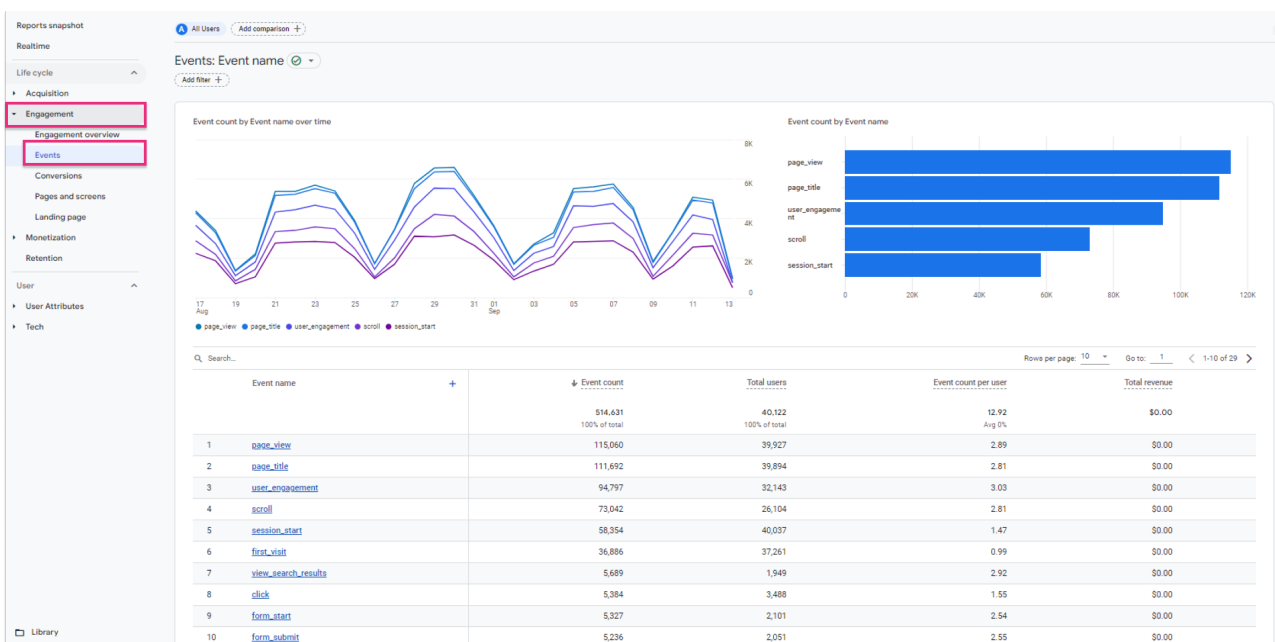 Reports snapshot
Realtime
Life cycle
Acquisition
Engagement
Engagement overview
Events
Conversions
Pages and screens
Landing page
Monetization
Retention
User
User Attributes
Tech
Library
A All Users Add comparison +
Events: Event name
Add filter +
Event count by Event name over time
8K
6K
4K
2K
0
17 19 21 23 25 27 29 31 01 03 05 07 09 11 13
Aug Sep
page_view page_title user_engagement scroll session_start
Event count by Event name
page_view
page_title
user_engageme
nt
scroll
session_start
0 20K 40K 60K 80K 100K 120K
Search... Rows per page: 10 Go to: 1 1-10 of 29
Event name + Event count Total users Event count per user Total revenue
514,631 40,122 12.92 $0.00
100% of total 100% of total Avg 0%
1 page_view 115,060 39,927 2.89 $0.00
2 page_title 111,692 39,894 2.81 $0.00
3 user_engagement 94,797 32,143 3.03 $0.00
4 scroll 73,042 26,104 2.81 $0.00
5 session_start 58,354 40,037 1.47 $0.00
6 first_visit 36,886 37,261 0.99 $0.00
7 view_search_results 5,689 1,949 2.92 $0.00
8 click 5,384 3,488 1.55 $0.00
9 form_start 5,327 2,101 2.54 $0.00
10 form_submit 5,236 2,051 2.55 $0.00